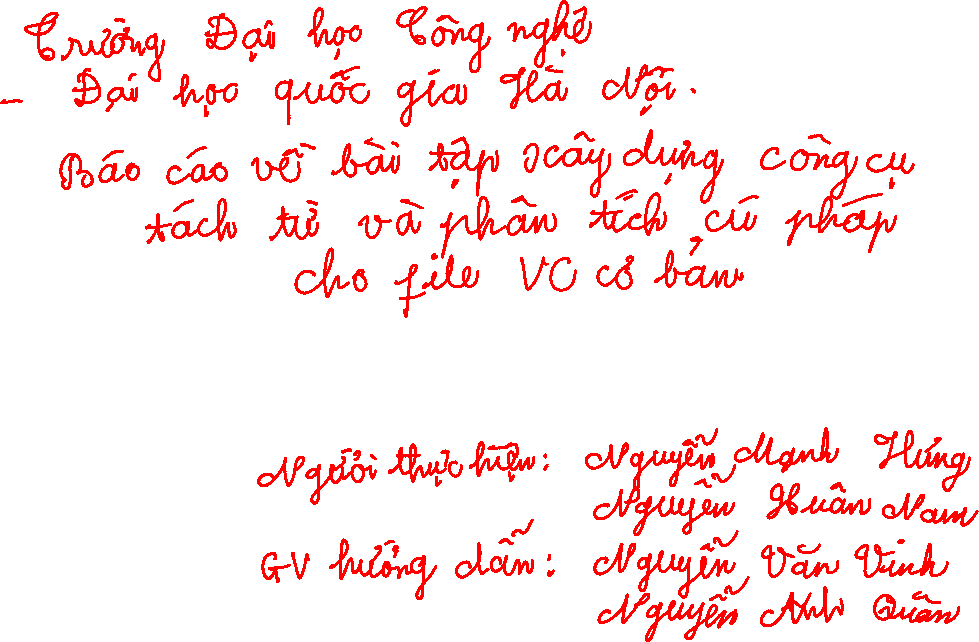 Trường Đại học Công nghệ
- Đại học quốc gia Hà Nội.
Báo cáo về bài tập xây dựng công cụ
tách từ và phân tích cú pháp
cho file VC cơ bản
Người thực hiện: Nguyễn Mạnh Hưng
Nguyễn Xuân Nam
GV hướng dẫn: Nguyễn Văn Vinh
Nguyễn Anh Quân